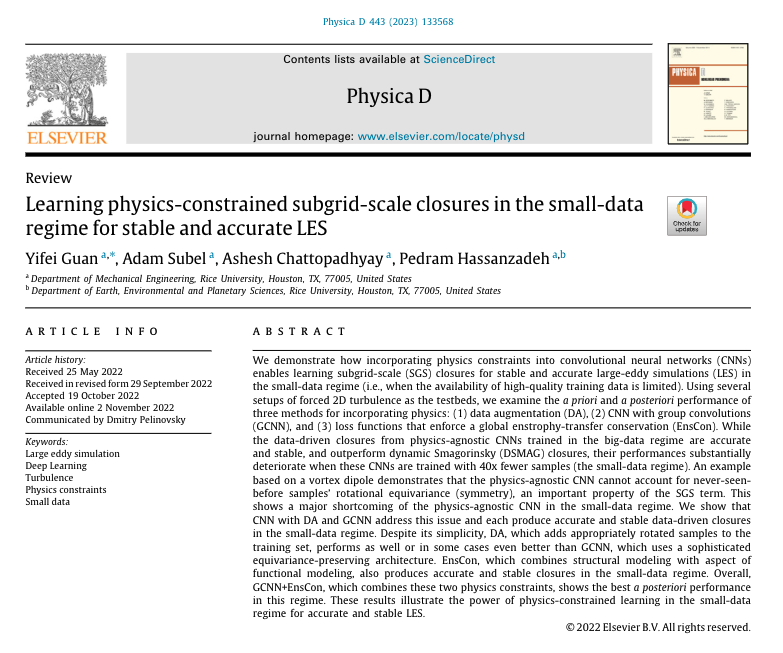 Physica D 443 (2023) 133568
Contents lists available at ScienceDirect
Physica D
journal homepage: www.elsevier.com/locate/physd
ELSEVIER
PHYSICA
Review
Learning physics-constrained subgrid-scale closures in the small-data
regime for stable and accurate LES
Check for
updates
Yifei Guan a,*, Adam Subel a, Ashesh Chattopadhyay a, Pedram Hassanzadeh a,b
a Department of Mechanical Engineering, Rice University, Houston, TX, 77005, United States
b Department of Earth, Environmental and Planetary Sciences, Rice University, Houston, TX, 77005, United States
ARTICLE INFO
Article history:
Received 25 May 2022
Received in revised form 29 September 2022
Accepted 19 October 2022
Available online 2 November 2022
Communicated by Dmitry Pelinovsky
Keywords:
Large eddy simulation
Deep Learning
Turbulence
Physics constraints
Small data
ABSTRACT
We demonstrate how incorporating physics constraints into convolutional neural networks (CNNs)
enables learning subgrid-scale (SGS) closures for stable and accurate large-eddy simulations (LES) in
the small-data regime (i.e., when the availability of high-quality training data is limited). Using several
setups of forced 2D turbulence as the testbeds, we examine the a priori and a posteriori performance of
three methods for incorporating physics: (1) data augmentation (DA), (2) CNN with group convolutions
(GCNN), and (3) loss functions that enforce a global enstrophy-transfer conservation (EnsCon). While
the data-driven closures from physics-agnostic CNNs trained in the big-data regime are accurate
and stable, and outperform dynamic Smagorinsky (DSMAG) closures, their performances substantially
deteriorate when these CNNs are trained with 40x fewer samples (the small-data regime). An example
based on a vortex dipole demonstrates that the physics-agnostic CNN cannot account for never-seen-
before samples' rotational equivariance (symmetry), an important property of the SGS term. This
shows a major shortcoming of the physics-agnostic CNN in the small-data regime. We show that
CNN with DA and GCNN address this issue and each produce accurate and stable data-driven closures
in the small-data regime. Despite its simplicity, DA, which adds appropriately rotated samples to the
training set, performs as well or in some cases even better than GCNN, which uses a sophisticated
equivariance-preserving architecture. EnsCon, which combines structural modeling with aspect of
functional modeling, also produces accurate and stable closures in the small-data regime. Overall,
GCNN+EnsCon, which combines these two physics constraints, shows the best a posteriori performance
in this regime. These results illustrate the power of physics-constrained learning in the small-data
regime for accurate and stable LES.
© 2022 Elsevier B.V. All rights reserved.